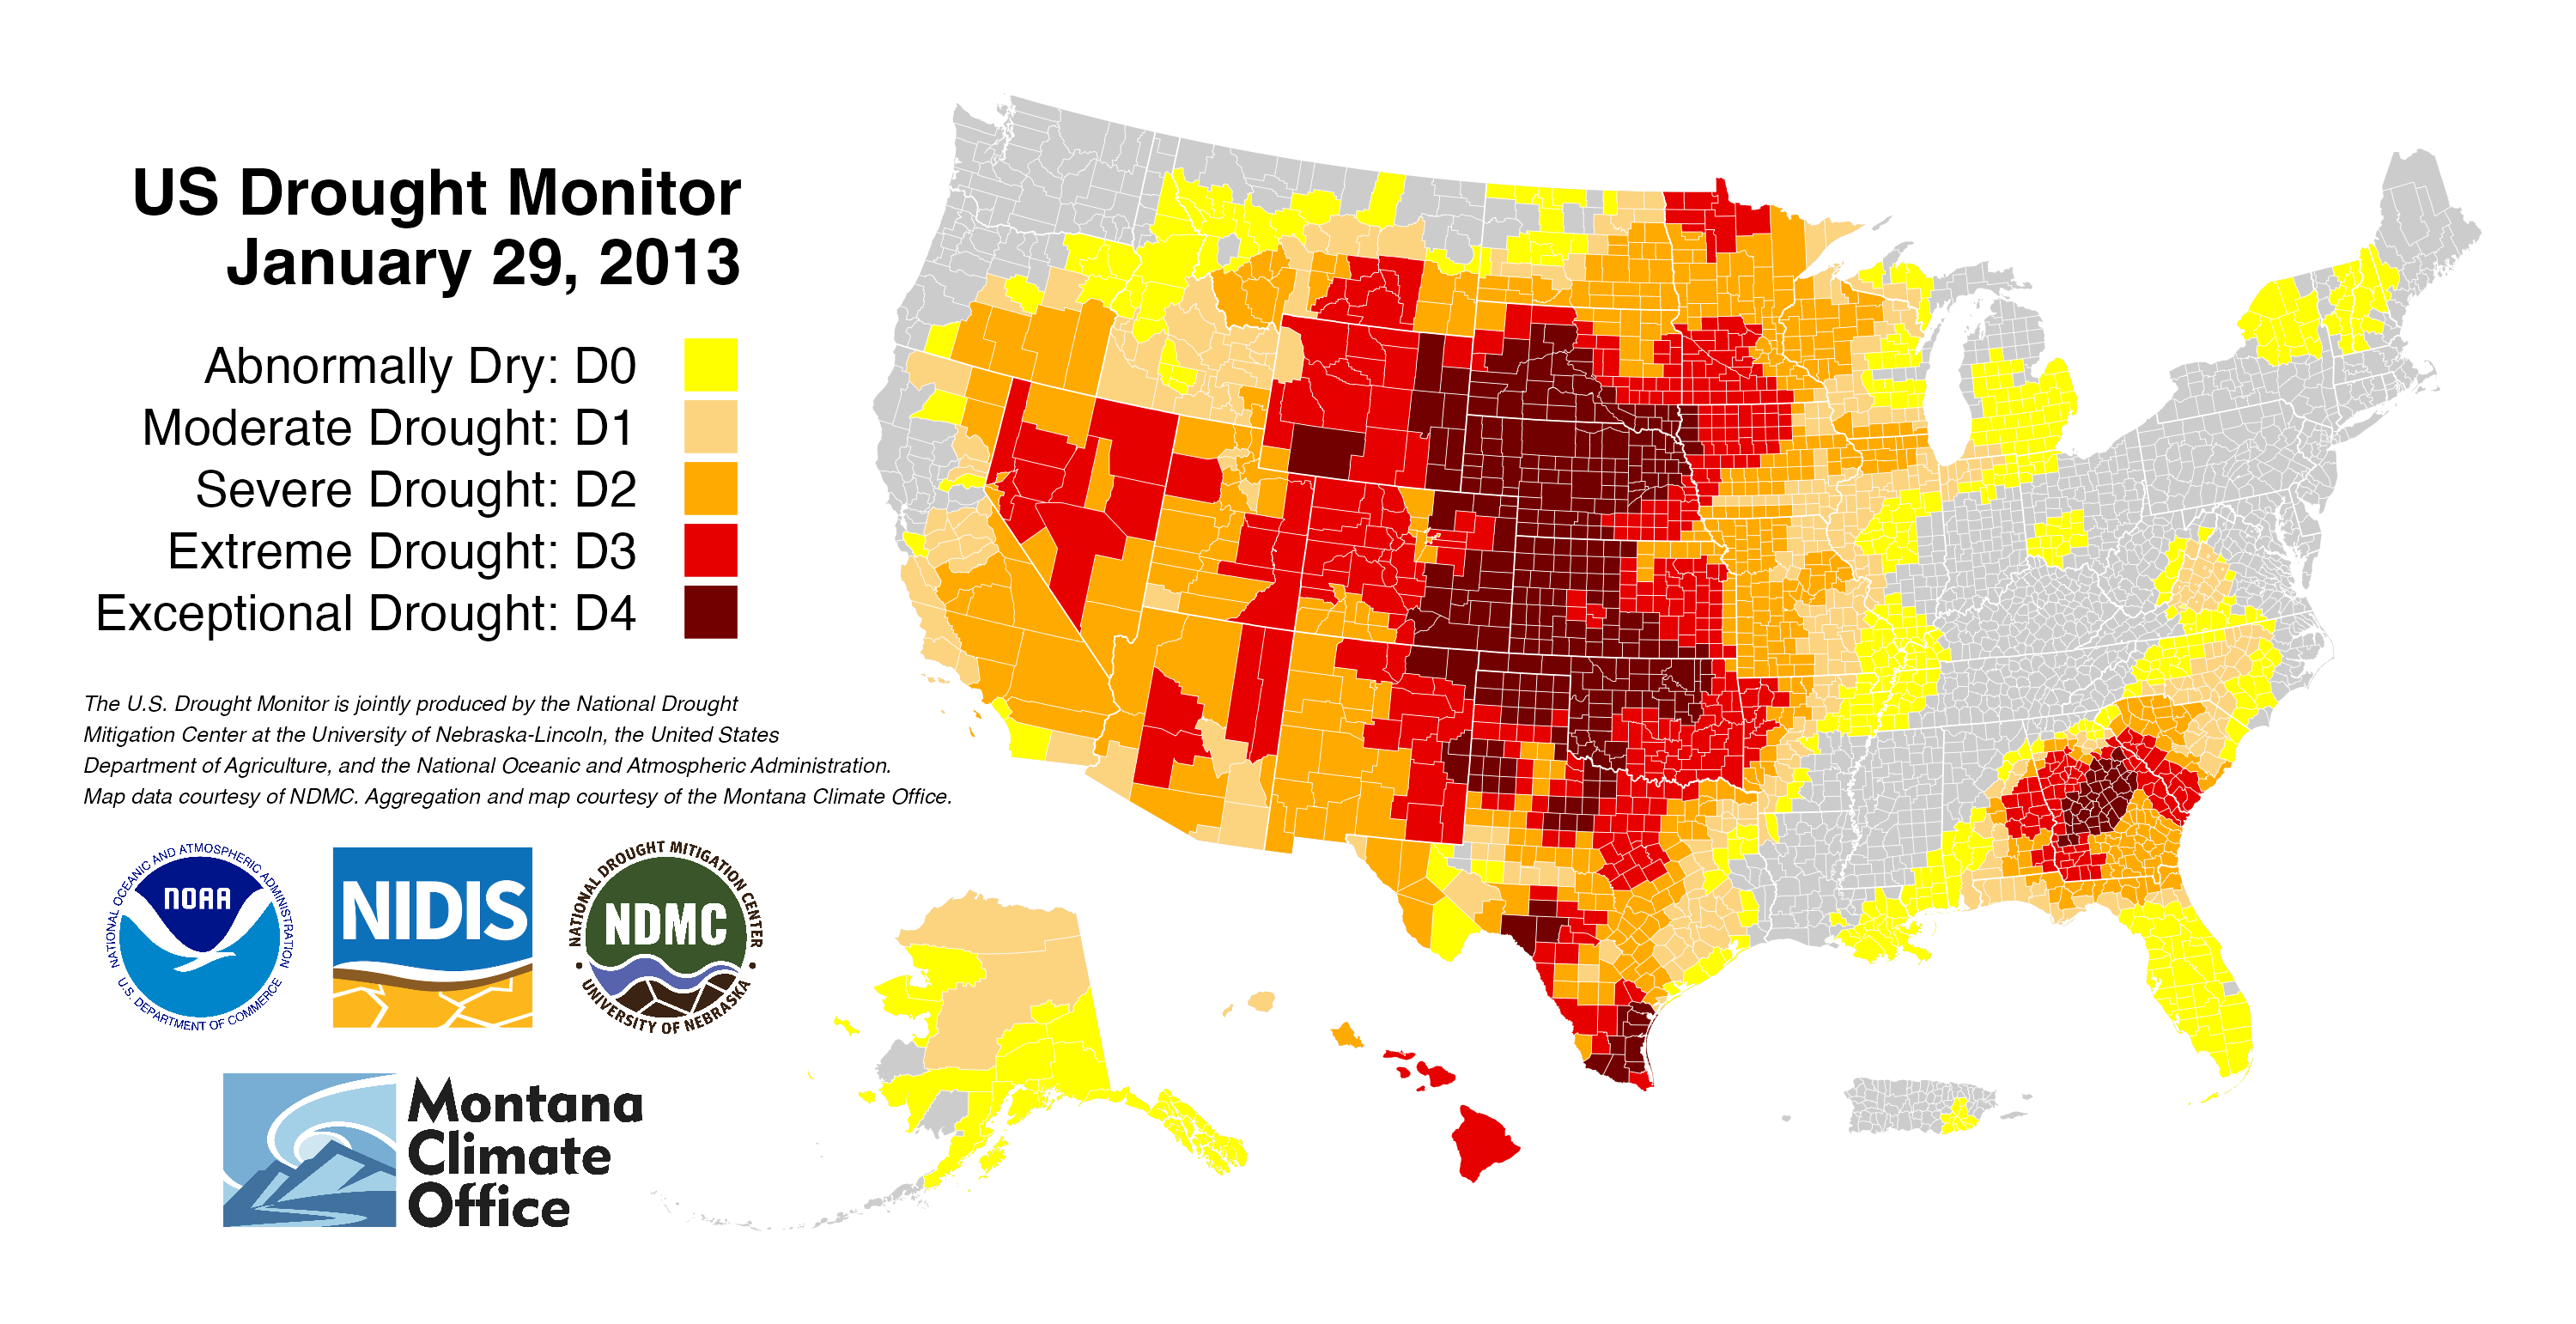 US Drought Monitor
January 29, 2013
Abnormally Dry: D0
Moderate Drought: D1
Severe Drought: D2
Extreme Drought: D3
Exceptional Drought: D4
The U.S. Drought Monitor is jointly produced by the National Drought
Mitigation Center at the University of Nebraska-Lincoln, the United States
Department of Agriculture, and the National Oceanic and Atmospheric Administration.
Map data courtesy of NDMC. Aggregation and map courtesy of the Montana Climate Office.
NATIONAL OCEANIC AND ATMOSPHERIC ADMINISTRATION
NOAA
U.S. DEPARTMENT OF COMMERCE
NIDIS
NATIONAL DROUGHT MITIGATION CENTER
NDMC
UNIVERSITY OF NEBRASKA
Montana
Climate
Office